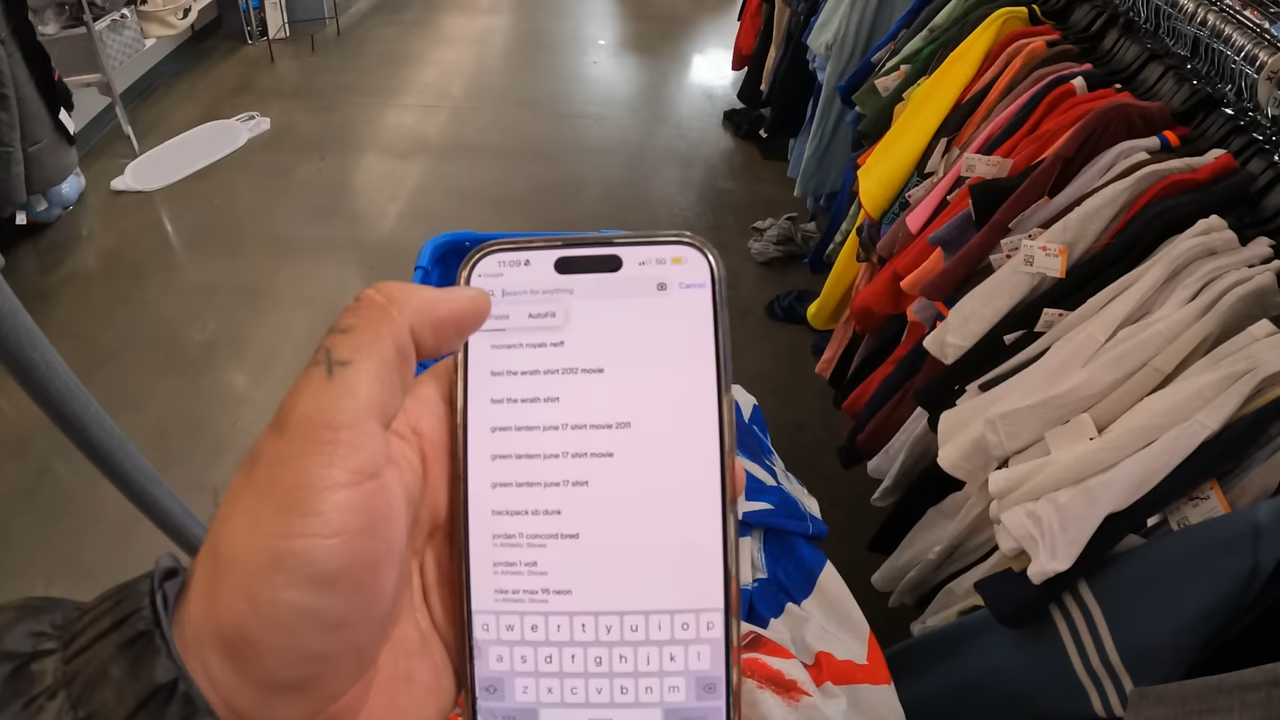 11:09
5G
Google
Search for anything
Cancel
Paste AutoFill
monarch royals neff
feel the wrath shirt 2012 movie
feel the wrath shirt
green lantern june 17 shirt movie 2011
green lantern june 17 shirt movie
green lantern june 17 shirt
backpack sb dunk
jordan 11 concord bred
in Athletic Shoes
jordan 1 volt
in Athletic Shoes
nike air max 95 neon
in Athletic Shoes
q w e r t y u i o p
a s d f g h j k l
z x c v b n m
123